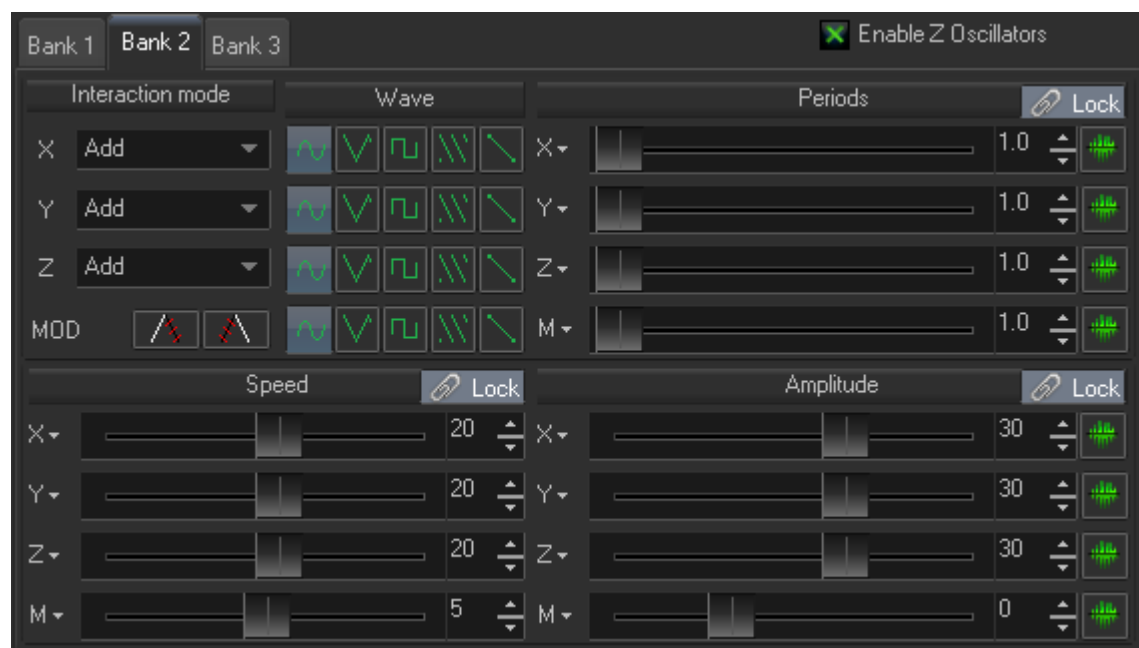 Bank 1 Bank 2 Bank 3 Enable Z Oscillators
Interaction mode Wave Periods Lock
X Add X 1.0
Y Add Y 1.0
Z Add Z 1.0
MOD M 1.0
Speed Lock Amplitude Lock
X 20 X 30
Y 20 Y 30
Z 20 Z 30
M 5 M 0